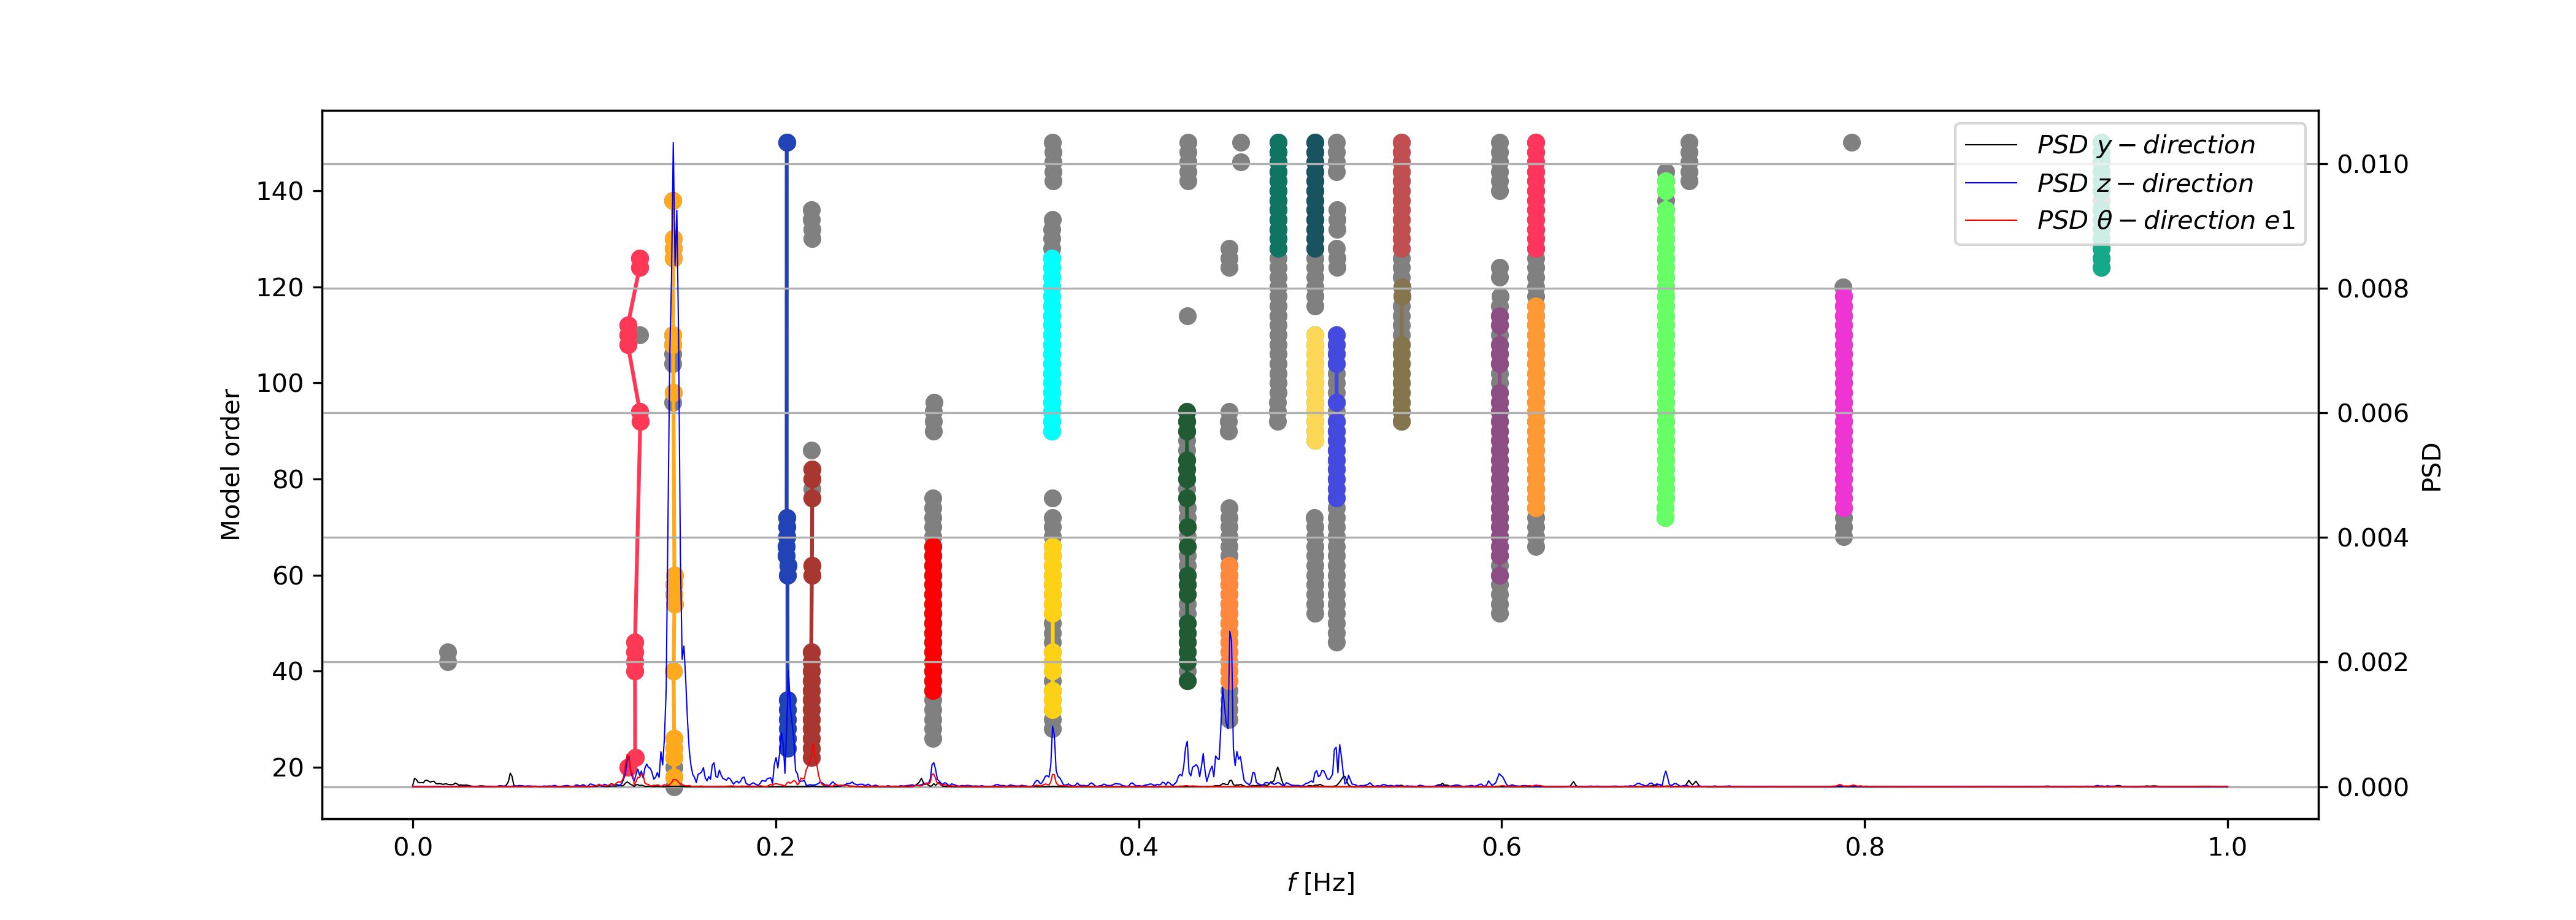 PSD y − direction
PSD z − direction
PSD θ − direction e1
140
120
100
80
60
40
20
Model order
0.010
0.008
0.006
0.004
0.002
0.000
PSD
0.0 0.2 0.4 0.6 0.8 1.0
f [Hz]